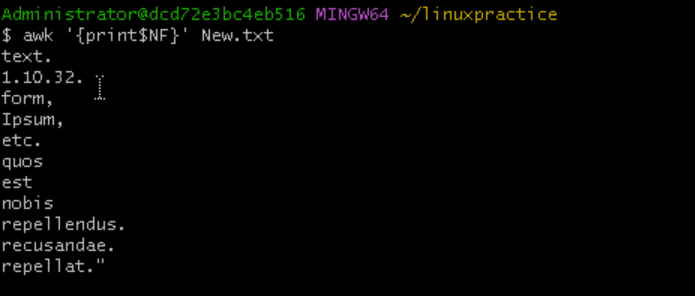 Administrator@dcd72e3bc4eb516 MINGW64 ~/linuxpractice
$ awk '{print$NF}' New.txt
text.
1.10.32.
form,
Ipsum,
etc.
quos
est
nobis
repellendus.
recusandae.
repellat."